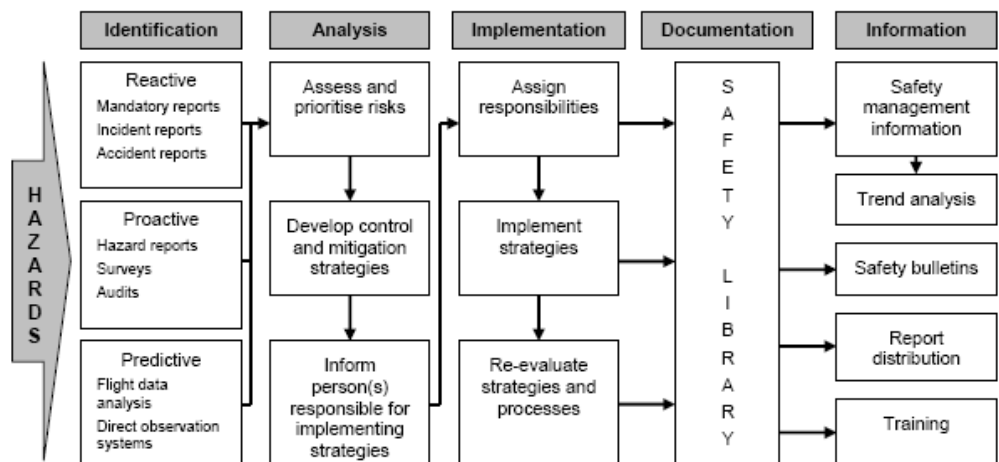 Identification
Analysis
Implementation
Documentation
Information
HAZARDS
Reactive
Mandatory reports
Incident reports
Accident reports
Proactive
Hazard reports
Surveys
Audits
Predictive
Flight data
analysis
Direct observation
systems
Assess and
prioritise risks
Develop control
and mitigation
strategies
Inform
person(s)
responsible for
implementing
strategies
Assign
responsibilities
Implement
strategies
Re-evaluate
strategies and
processes
SAFETY LIBRARY
Safety
management
information
Trend analysis
Safety bulletins
Report
distribution
Training